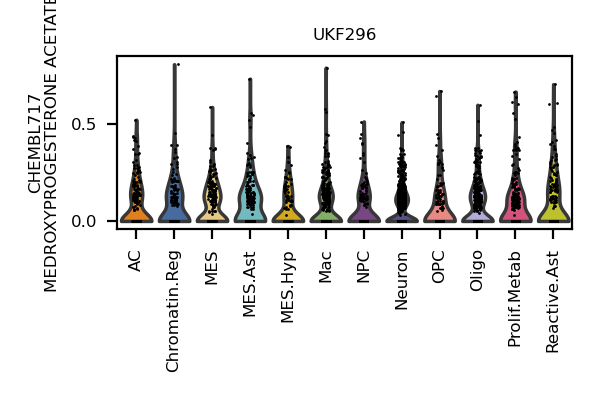 UKF296
CHEMBL717
MEDROXYPROGESTERONE ACETATE
0.5
0.0
AC
Chromatin.Reg
MES
MES.Ast
MES.Hyp
Mac
NPC
Neuron
OPC
Oligo
Prolif.Metab
Reactive.Ast